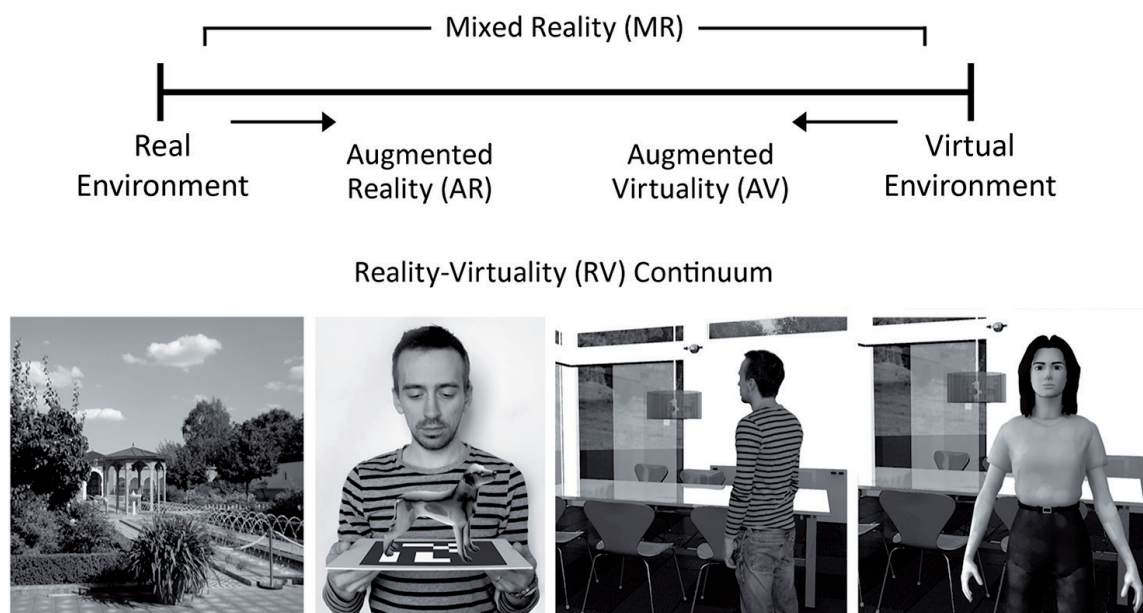 Mixed Reality (MR)
Real
Environment
Augmented
Reality (AR)
Augmented
Virtuality (AV)
Virtual
Environment
Reality-Virtuality (RV) Continuum